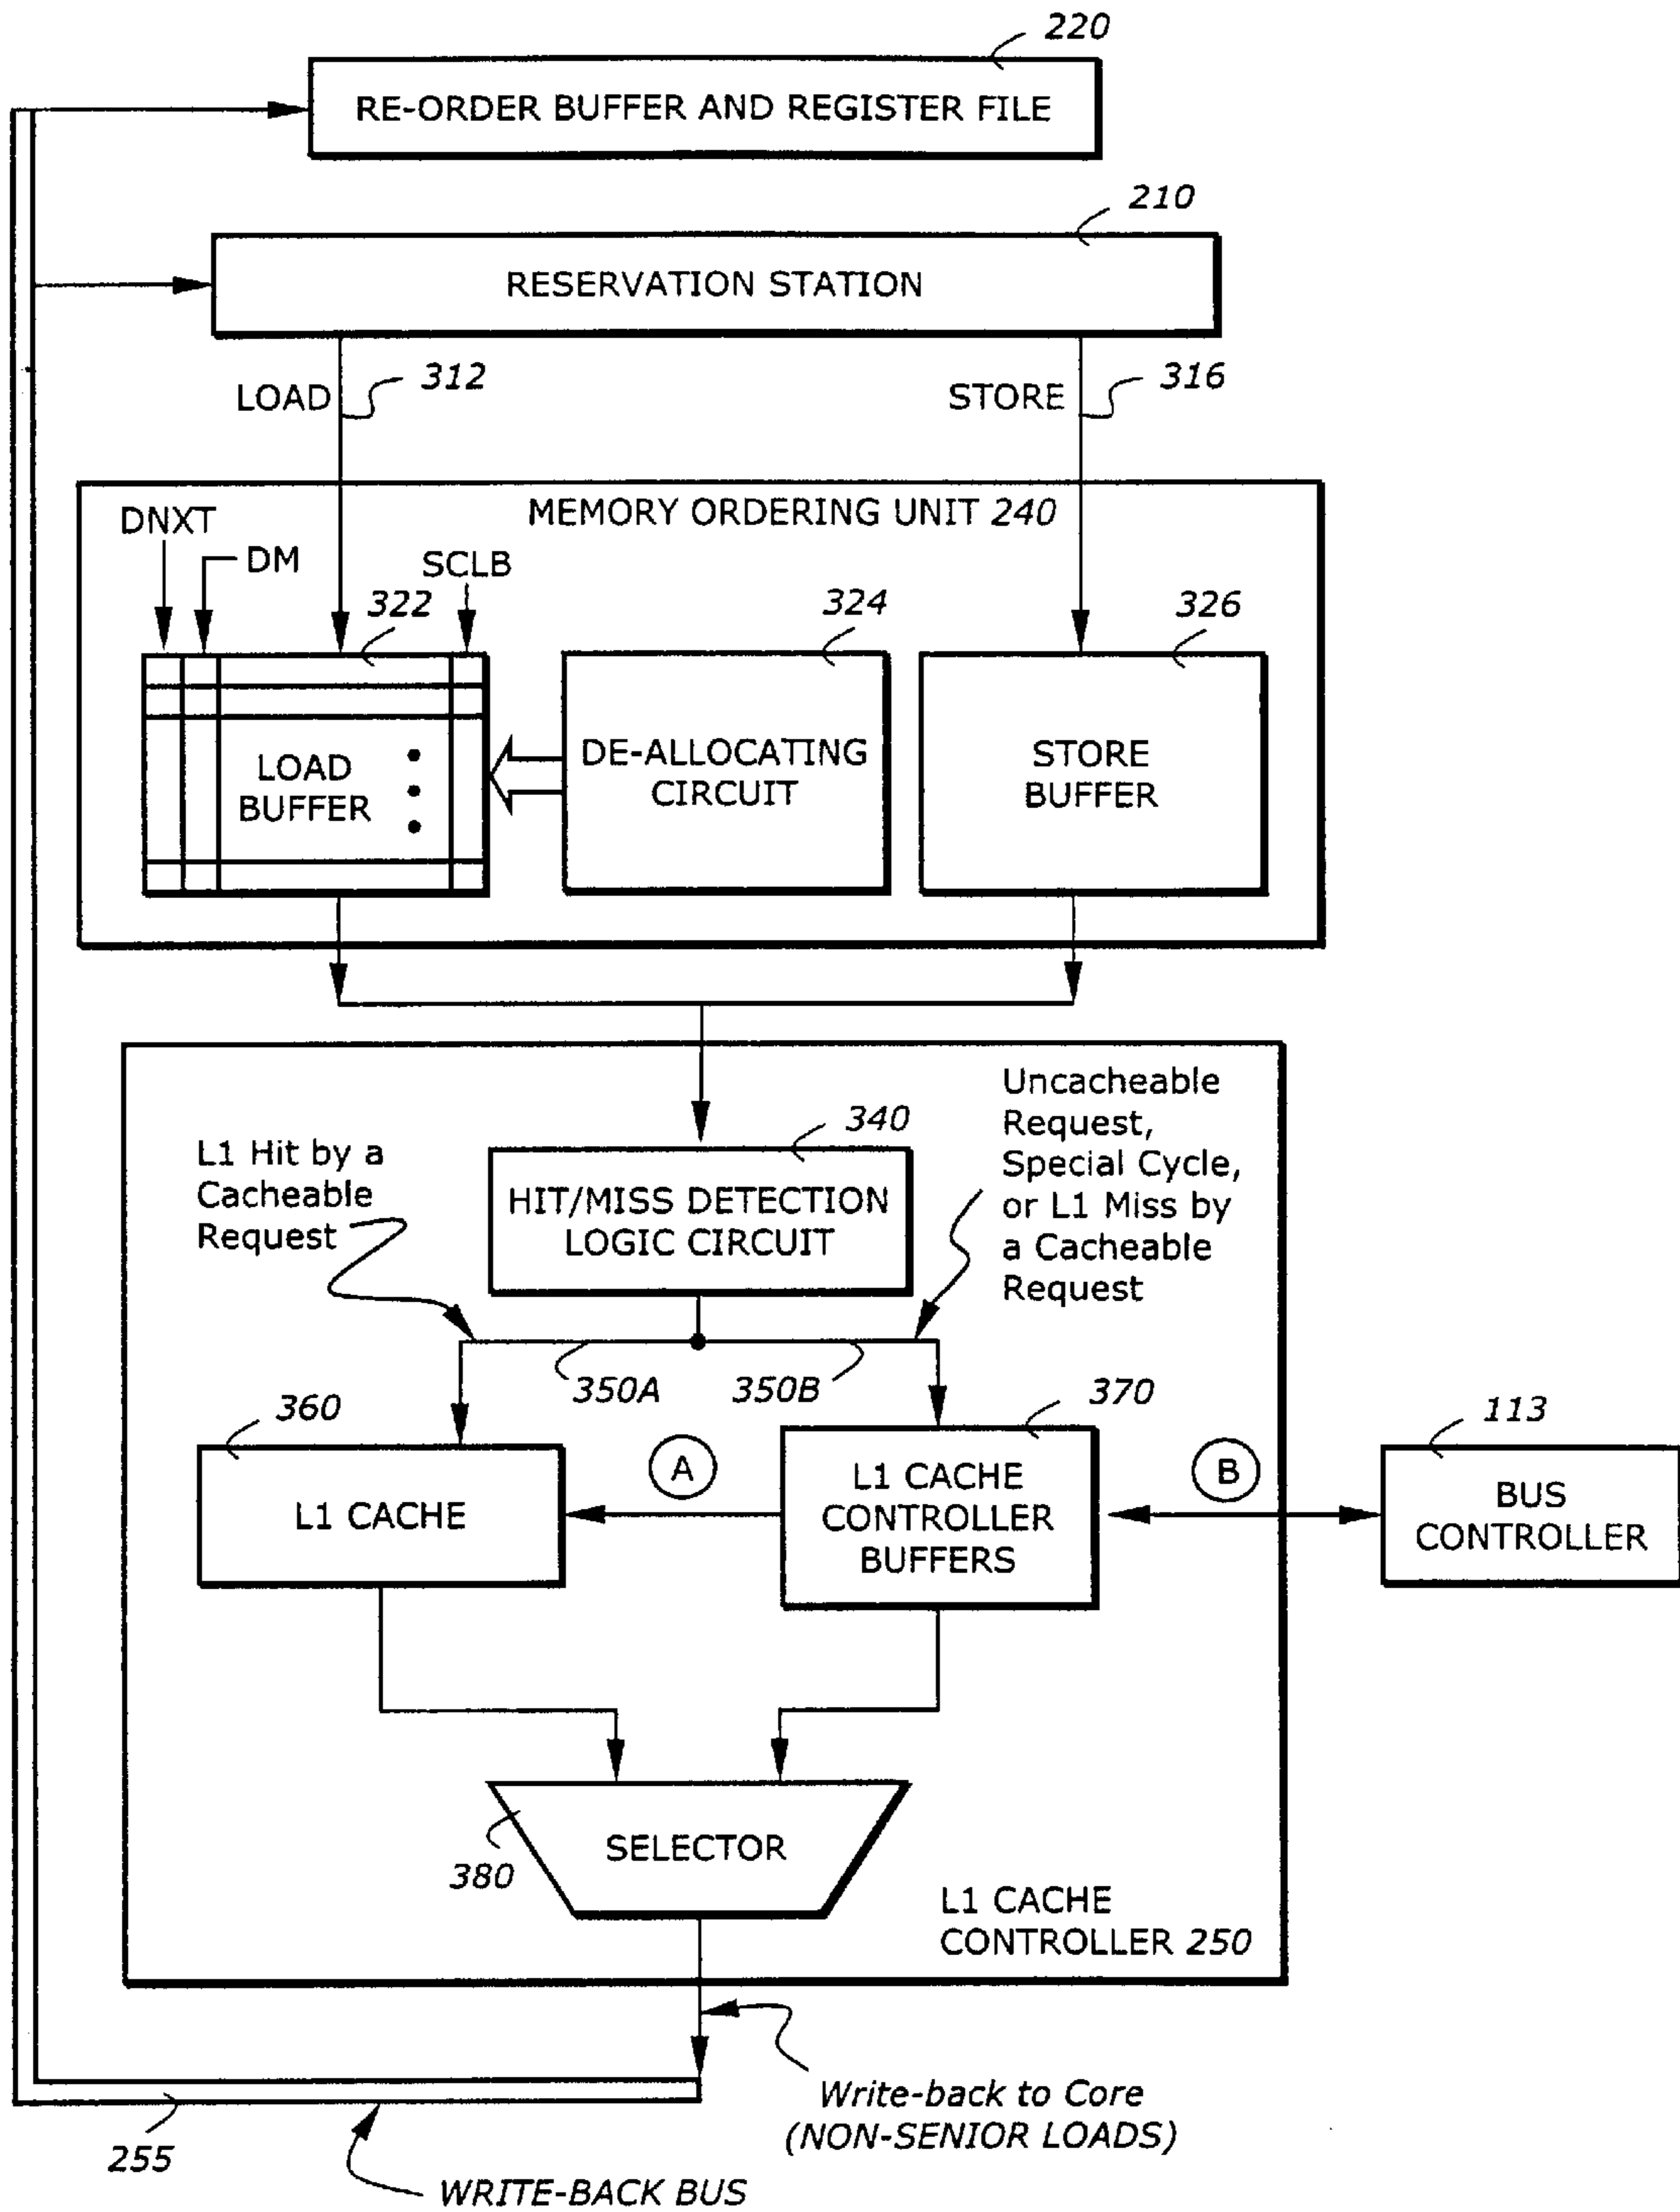 220
RE-ORDER BUFFER AND REGISTER FILE
210
RESERVATION STATION
LOAD 312
STORE 316
MEMORY ORDERING UNIT 240
DNXT
DM
SCLB
322
324
326
LOAD
BUFFER
DE-ALLOCATING
CIRCUIT
STORE
BUFFER
L1 Hit by a
Cacheable
Request
340
HIT/MISS DETECTION
LOGIC CIRCUIT
Uncacheable
Request,
Special Cycle,
or L1 Miss by
a Cacheable
Request
350A
350B
360
L1 CACHE
A
370
L1 CACHE
CONTROLLER
BUFFERS
B
113
BUS
CONTROLLER
SELECTOR
380
L1 CACHE
CONTROLLER 250
Write-back to Core
(NON-SENIOR LOADS)
255
WRITE-BACK BUS